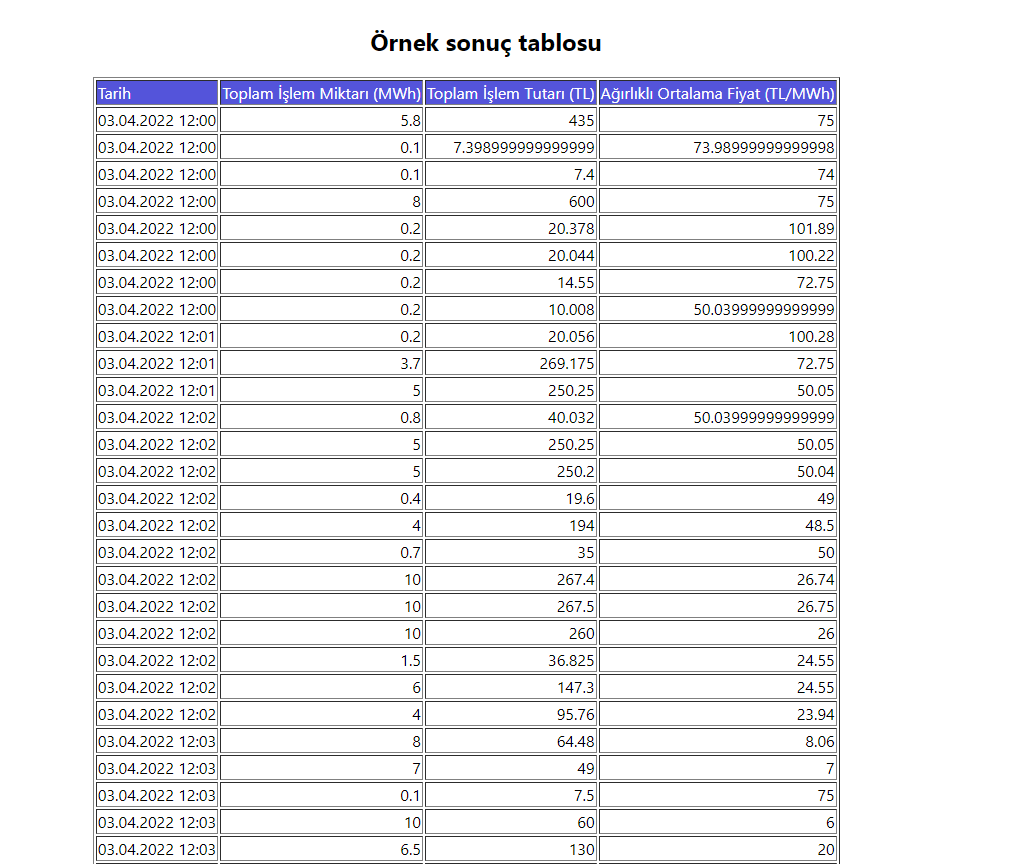 Örnek sonuç tablosu
Tarih Toplam İşlem Miktarı (MWh) Toplam İşlem Tutarı (TL) Ağırlıklı Ortalama Fiyat (TL/MWh)
03.04.2022 12:00 5.8 435 75
03.04.2022 12:00 0.1 7.398999999999999 73.98999999999998
03.04.2022 12:00 0.1 7.4 74
03.04.2022 12:00 8 600 75
03.04.2022 12:00 0.2 20.378 101.89
03.04.2022 12:00 0.2 20.044 100.22
03.04.2022 12:00 0.2 14.55 72.75
03.04.2022 12:00 0.2 10.008 50.03999999999999
03.04.2022 12:01 0.2 20.056 100.28
03.04.2022 12:01 3.7 269.175 72.75
03.04.2022 12:01 5 250.25 50.05
03.04.2022 12:02 0.8 40.032 50.03999999999999
03.04.2022 12:02 5 250.25 50.05
03.04.2022 12:02 5 250.2 50.04
03.04.2022 12:02 0.4 19.6 49
03.04.2022 12:02 4 194 48.5
03.04.2022 12:02 0.7 35 50
03.04.2022 12:02 10 267.4 26.74
03.04.2022 12:02 10 267.5 26.75
03.04.2022 12:02 10 260 26
03.04.2022 12:02 1.5 36.825 24.55
03.04.2022 12:02 6 147.3 24.55
03.04.2022 12:02 4 95.76 23.94
03.04.2022 12:03 8 64.48 8.06
03.04.2022 12:03 7 49 7
03.04.2022 12:03 0.1 7.5 75
03.04.2022 12:03 10 60 6
03.04.2022 12:03 6.5 130 20